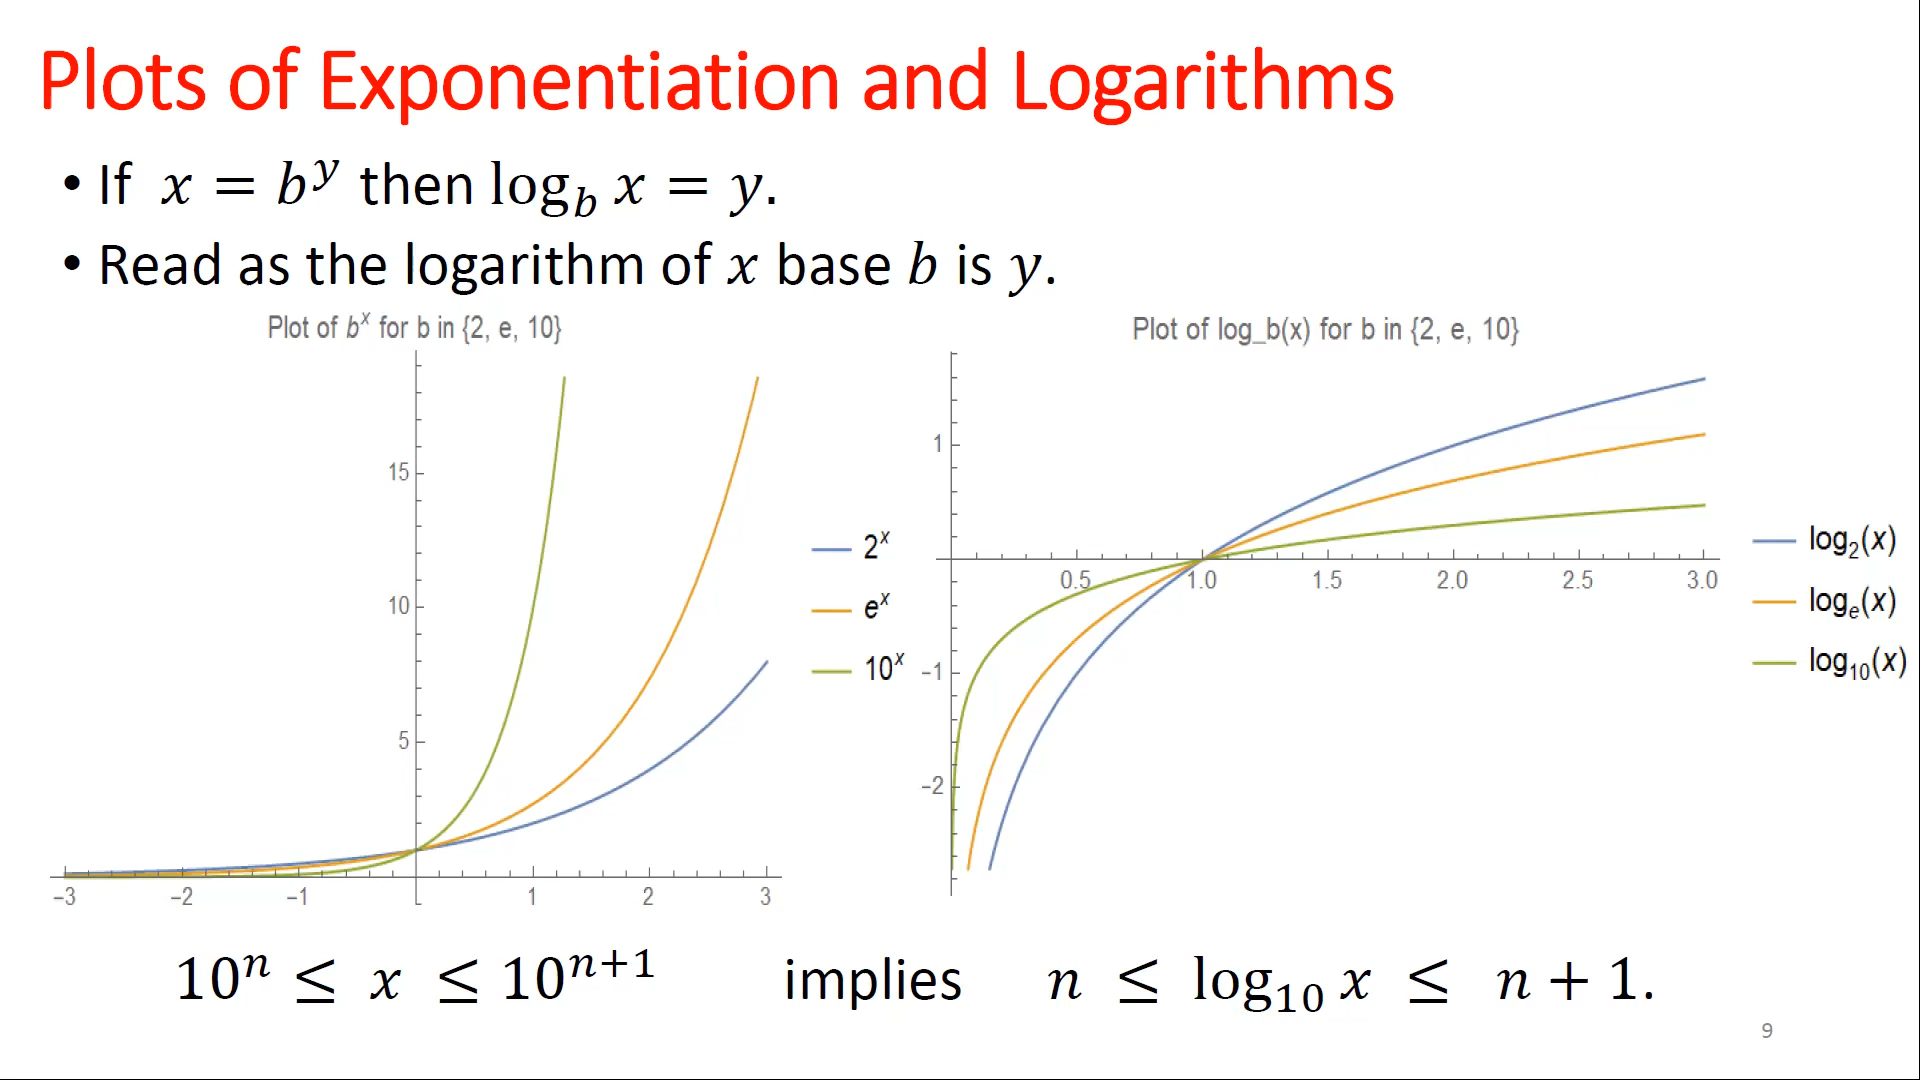 Plots of Exponentiation and Logarithms
• If x = b^y then log_b x = y.
• Read as the logarithm of x base b is y.
Plot of b^x for b in {2, e, 10}
15
10
5
−3 −2 −1 1 2 3
2^x
e^x
10^x
Plot of log_b(x) for b in {2, e, 10}
1
0.5 1.0 1.5 2.0 2.5 3.0
−1
−2
log_2(x)
log_e(x)
log_10(x)
10^n ≤ x ≤ 10^{n+1} implies n ≤ log_10 x ≤ n + 1.
9